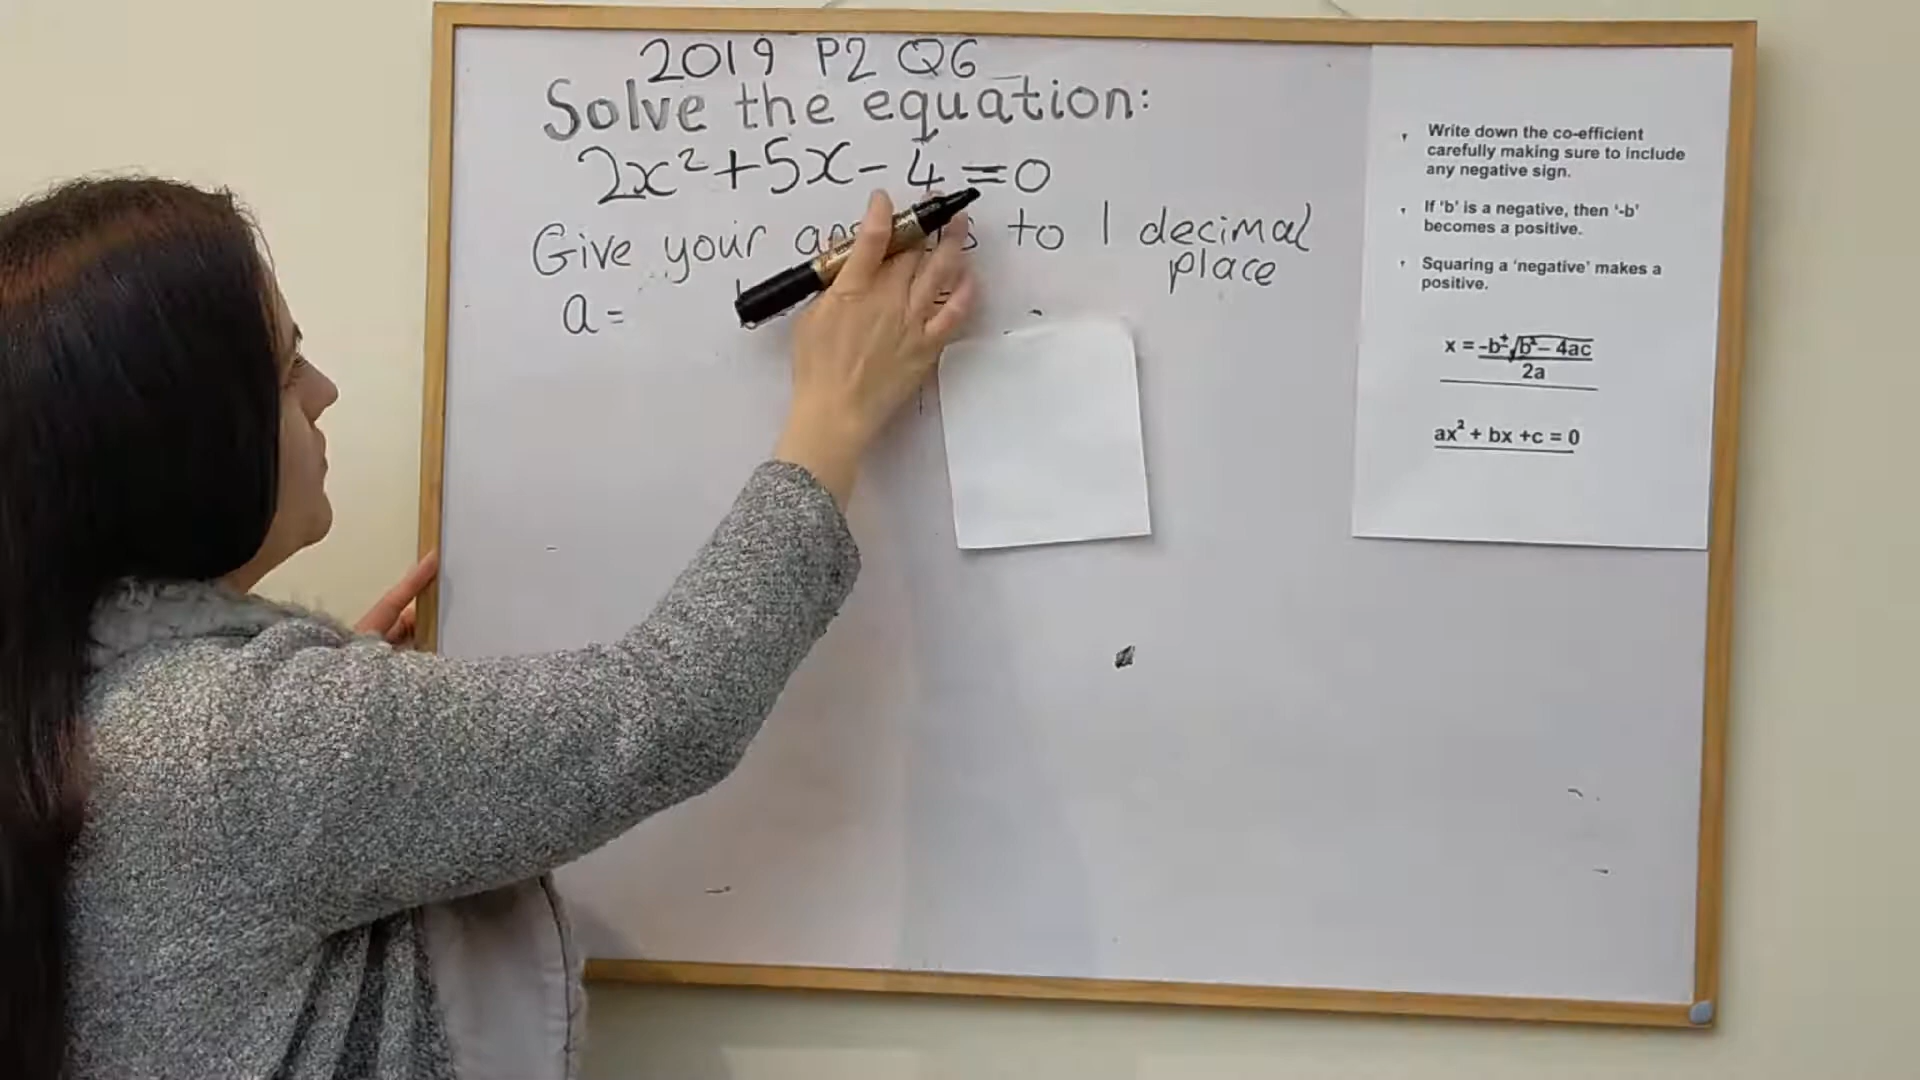 2019 P2 Q6
Solve the equation:
2x²+5x-4=0
Give your to 1 decimal
place
a=
Write down the co-efficient
carefully making sure to include
any negative sign.
If 'b' is a negative, then '-b'
becomes a positive.
Squaring a 'negative' makes a
positive.
x = -b±√b²-4ac
2a
ax² + bx +c = 0